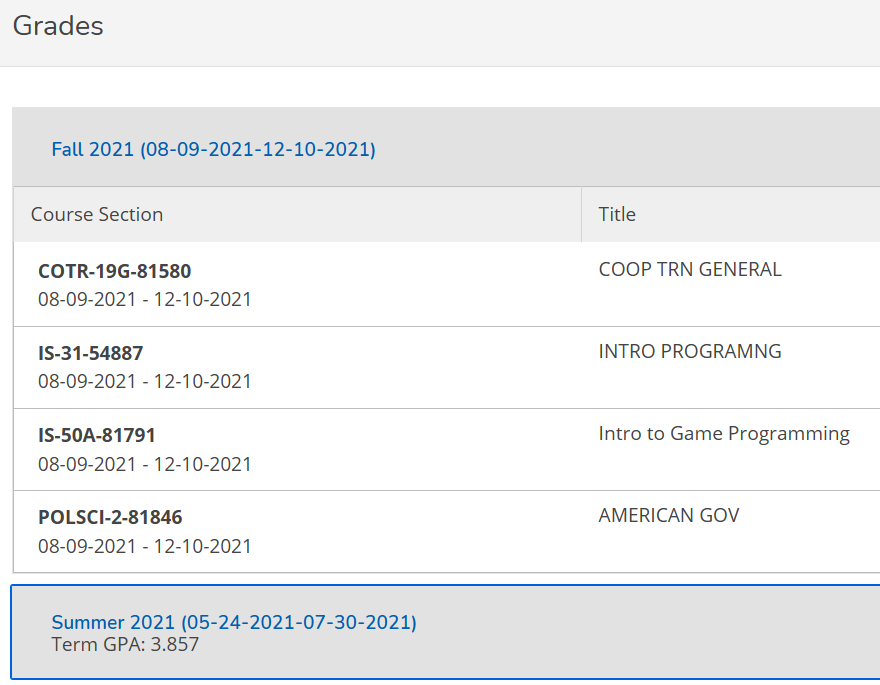 Grades
Fall 2021 (08-09-2021-12-10-2021)
Course Section Title
COTR-19G-81580 COOP TRN GENERAL
08-09-2021 - 12-10-2021
IS-31-54887 INTRO PROGRAMNG
08-09-2021 - 12-10-2021
IS-50A-81791 Intro to Game Programming
08-09-2021 - 12-10-2021
POLSCI-2-81846 AMERICAN GOV
08-09-2021 - 12-10-2021
Summer 2021 (05-24-2021-07-30-2021)
Term GPA: 3.857